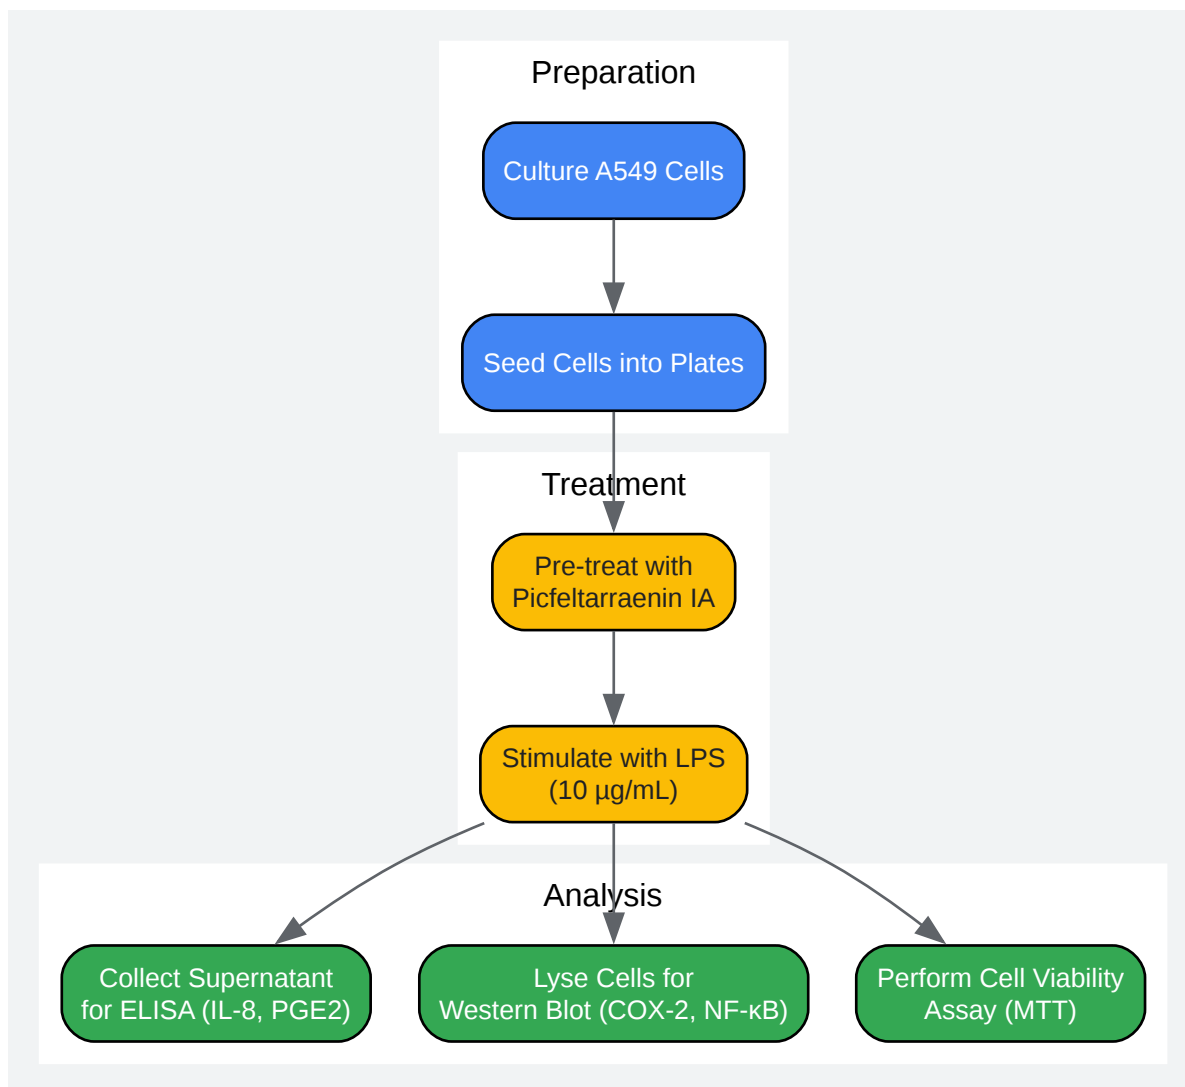 Preparation
Culture A549 Cells
Seed Cells into Plates
Treatment
Pre-treat with
Picfeltarraenin IA
Stimulate with LPS
(10 µg/mL)
Analysis
Collect Supernatant
for ELISA (IL-8, PGE2)
Lyse Cells for
Western Blot (COX-2, NF-κB)
Perform Cell Viability
Assay (MTT)